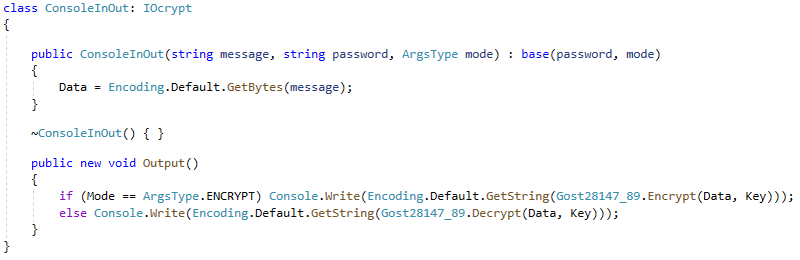 class ConsoleInOut: IOcrypt
{
public ConsoleInOut(string message, string password, ArgsType mode) : base(password, mode)
{
Data = Encoding.Default.GetBytes(message);
}
~ConsoleInOut() { }
public new void Output()
{
if (Mode == ArgsType.ENCRYPT) Console.Write(Encoding.Default.GetString(Gost28147_89.Encrypt(Data, Key)));
else Console.Write(Encoding.Default.GetString(Gost28147_89.Decrypt(Data, Key)));
}
}